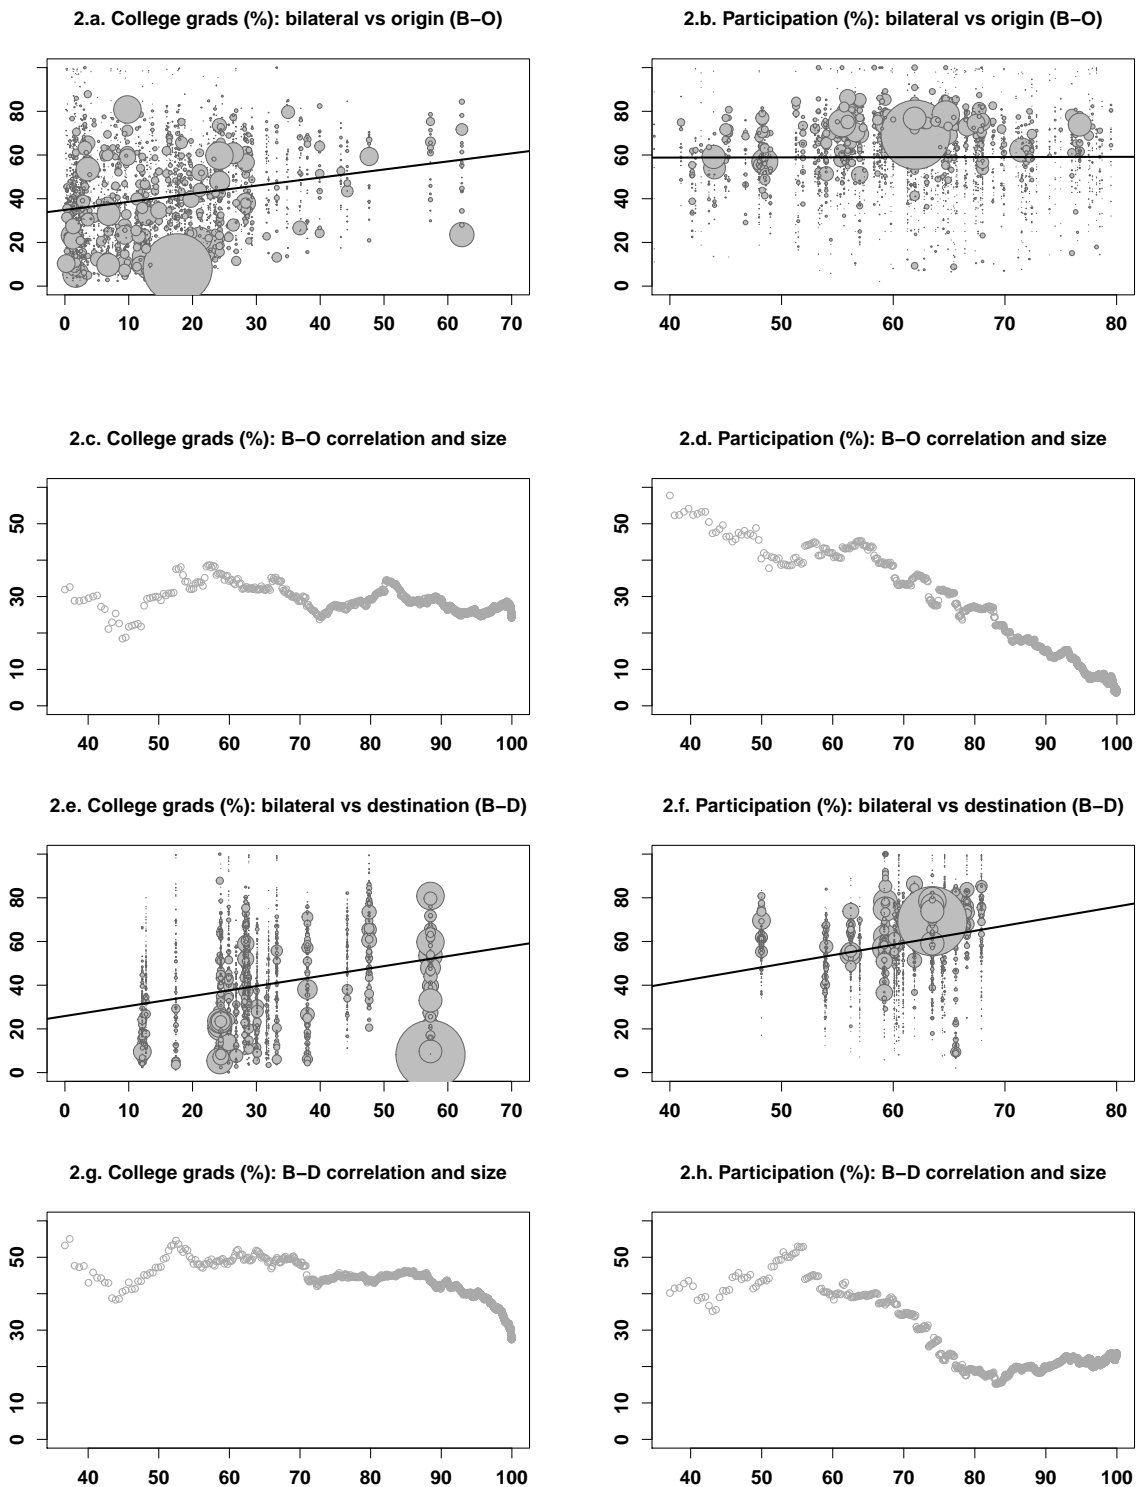 2.a. College grads (%): bilateral vs origin (B−O)
2.b. Participation (%): bilateral vs origin (B−O)
0 20 40 60 80
0 10 20 30 40 50 60 70
0 20 40 60 80
40 50 60 70 80
2.c. College grads (%): B−O correlation and size
2.d. Participation (%): B−O correlation and size
0 10 30 50
40 50 60 70 80 90 100
0 10 30 50
40 50 60 70 80 90 100
2.e. College grads (%): bilateral vs destination (B−D)
2.f. Participation (%): bilateral vs destination (B−D)
0 20 40 60 80
0 10 20 30 40 50 60 70
0 20 40 60 80
40 50 60 70 80
2.g. College grads (%): B−D correlation and size
2.h. Participation (%): B−D correlation and size
0 10 30 50
40 50 60 70 80 90 100
0 10 30 50
40 50 60 70 80 90 100